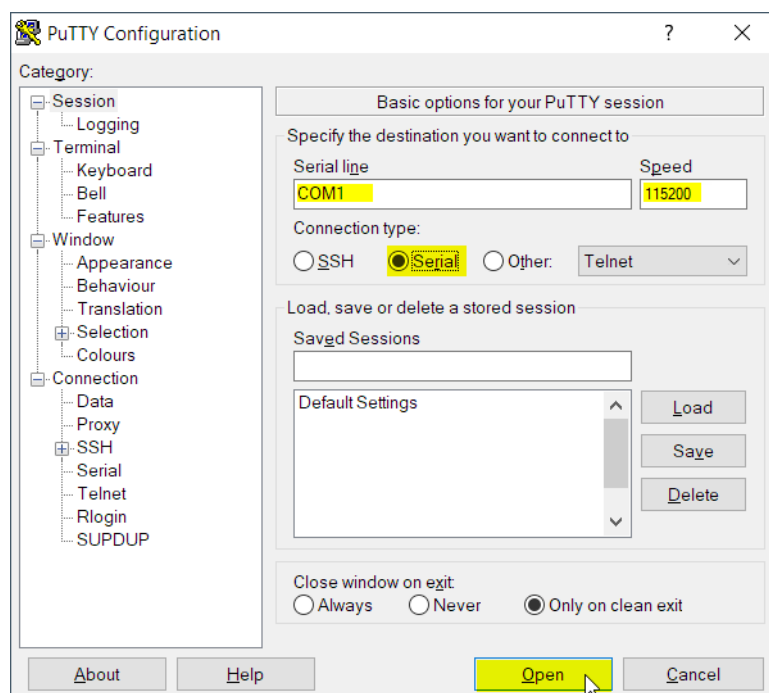 PuTTY Configuration
?
Category:
Session
Logging
Terminal
Keyboard
Bell
Features
Window
Appearance
Behaviour
Translation
Selection
Colours
Connection
Data
Proxy
SSH
Serial
Telnet
Rlogin
SUPDUP
Basic options for your PuTTY session
Specify the destination you want to connect to
Serial line Speed
COM1 115200
Connection type:
SSH Serial Other: Telnet
Load, save or delete a stored session
Saved Sessions
Default Settings
Load
Save
Delete
Close window on exit:
Always Never Only on clean exit
About Help Open Cancel